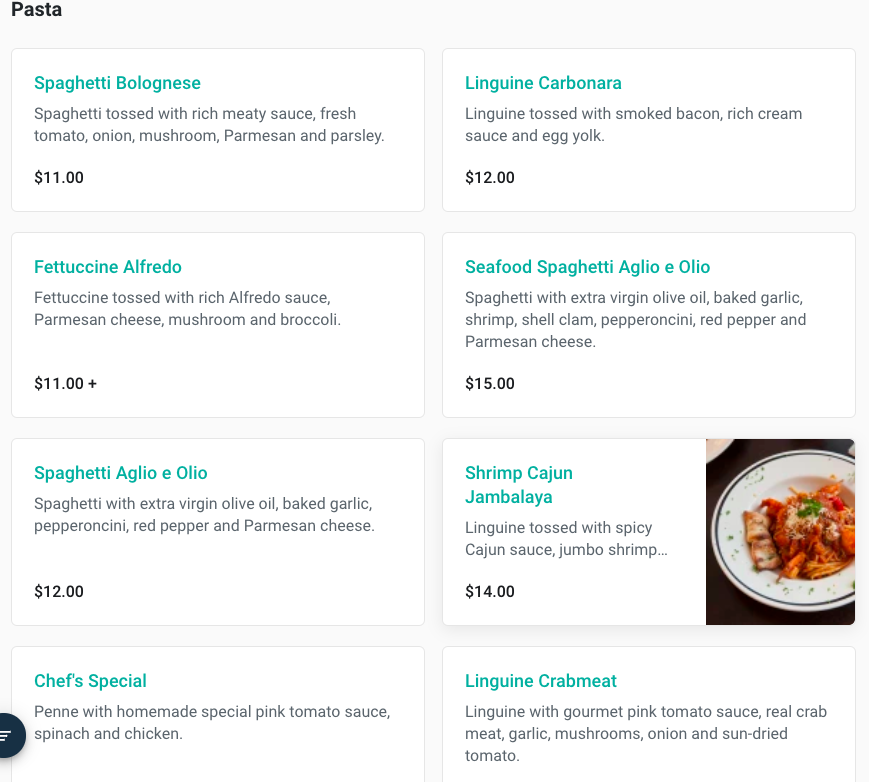 Pasta
Spaghetti Bolognese
Spaghetti tossed with rich meaty sauce, fresh
tomato, onion, mushroom, Parmesan and parsley.
$11.00
Linguine Carbonara
Linguine tossed with smoked bacon, rich cream
sauce and egg yolk.
$12.00
Fettuccine Alfredo
Fettuccine tossed with rich Alfredo sauce,
Parmesan cheese, mushroom and broccoli.
$11.00 +
Seafood Spaghetti Aglio e Olio
Spaghetti with extra virgin olive oil, baked garlic,
shrimp, shell clam, pepperoncini, red pepper and
Parmesan cheese.
$15.00
Spaghetti Aglio e Olio
Spaghetti with extra virgin olive oil, baked garlic,
pepperoncini, red pepper and Parmesan cheese.
$12.00
Shrimp Cajun
Jambalaya
Linguine tossed with spicy
Cajun sauce, jumbo shrimp…
$14.00
Chef's Special
Penne with homemade special pink tomato sauce,
spinach and chicken.
Linguine Crabmeat
Linguine with gourmet pink tomato sauce, real crab
meat, garlic, mushrooms, onion and sun-dried
tomato.